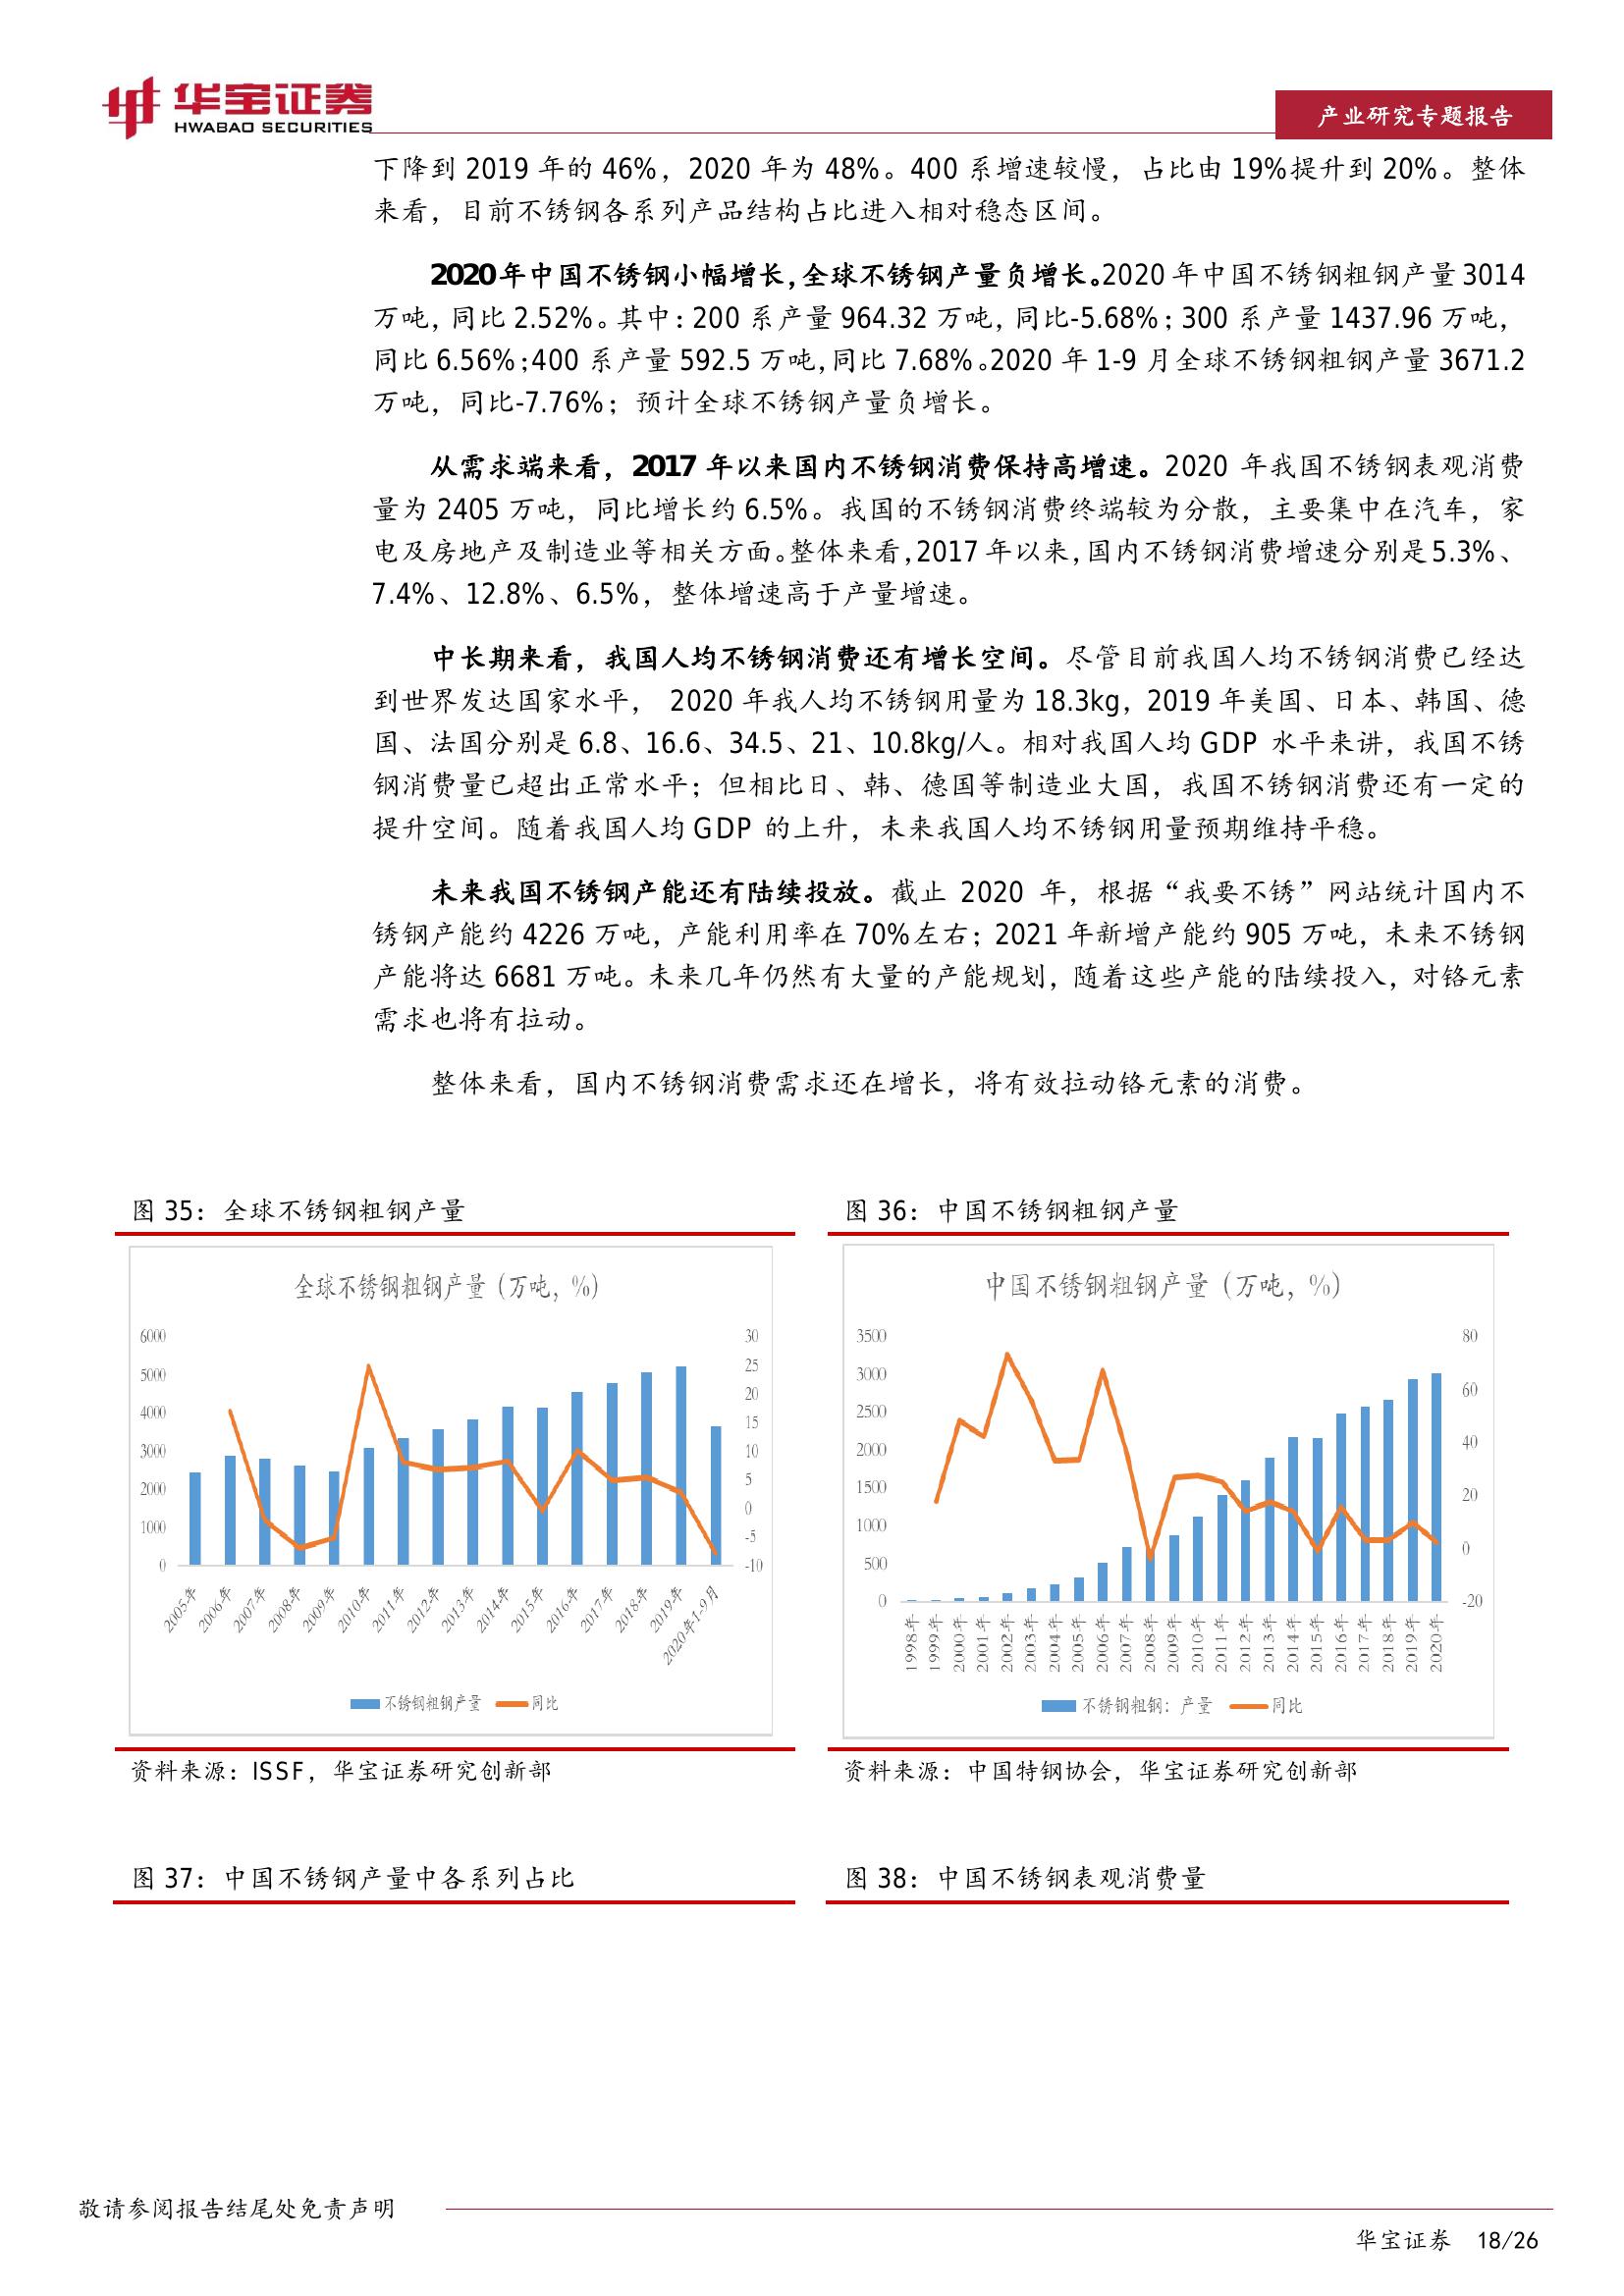 华宝证券
HWABAO SECURITIES
产业研究专题报告
下降到 2019 年的 46%，2020 年为 48%。400 系增速较慢，占比由 19%提升到 20%。整体
来看，目前不锈钢各系列产品结构占比进入相对稳态区间。
2020年中国不锈钢小幅增长，全球不锈钢产量负增长。2020 年中国不锈钢粗钢产量 3014
万吨，同比 2.52%。其中：200 系产量 964.32 万吨，同比-5.68%；300 系产量 1437.96 万吨，
同比 6.56%；400 系产量 592.5 万吨，同比 7.68%。2020 年 1-9 月全球不锈钢粗钢产量 3671.2
万吨，同比-7.76%；预计全球不锈钢产量负增长。
从需求端来看，2017 年以来国内不锈钢消费保持高增速。2020 年我国不锈钢表观消费
量为 2405 万吨，同比增长约 6.5%。我国的不锈钢消费终端较为分散，主要集中在汽车，家
电及房地产及制造业等相关方面。整体来看，2017 年以来，国内不锈钢消费增速分别是 5.3%、
7.4%、12.8%、6.5%，整体增速高于产量增速。
中长期来看，我国人均不锈钢消费还有增长空间。尽管目前我国人均不锈钢消费已经达
到世界发达国家水平， 2020 年我人均不锈钢用量为 18.3kg，2019 年美国、日本、韩国、德
国、法国分别是 6.8、16.6、34.5、21、10.8kg/人。相对我国人均 GDP 水平来讲，我国不锈
钢消费量已超出正常水平；但相比日、韩、德国等制造业大国，我国不锈钢消费还有一定的
提升空间。随着我国人均 GDP 的上升，未来我国人均不锈钢用量预期维持平稳。
未来我国不锈钢产能还有陆续投放。截止 2020 年，根据“我要不锈”网站统计国内不
锈钢产能约 4226 万吨，产能利用率在 70%左右；2021 年新增产能约 905 万吨，未来不锈钢
产能将达 6681 万吨。未来几年仍然有大量的产能规划，随着这些产能的陆续投入，对铬元素
需求也将有拉动。
整体来看，国内不锈钢消费需求还在增长，将有效拉动铬元素的消费。
图 35：全球不锈钢粗钢产量
全球不锈钢粗钢产量（万吨，%）
6000
5000
4000
3000
2000
1000
0
30
25
20
15
10
5
0
-5
-10
2005年
2006年
2007年
2008年
2009年
2010年
2011年
2012年
2013年
2014年
2015年
2016年
2017年
2018年
2019年
2020年1-9月
不锈钢粗钢产量
同比
资料来源：ISSF，华宝证券研究创新部
图 36：中国不锈钢粗钢产量
中国不锈钢粗钢产量（万吨，%）
3500
3000
2500
2000
1500
1000
500
0
80
60
40
20
0
-20
1998年
1999年
2000年
2001年
2002年
2003年
2004年
2005年
2006年
2007年
2008年
2009年
2010年
2011年
2012年
2013年
2014年
2015年
2016年
2017年
2018年
2019年
2020年
不锈钢粗钢：产量
同比
资料来源：中国特钢协会，华宝证券研究创新部
图 37：中国不锈钢产量中各系列占比
图 38：中国不锈钢表观消费量
敬请参阅报告结尾处免责声明
华宝证券 18/26